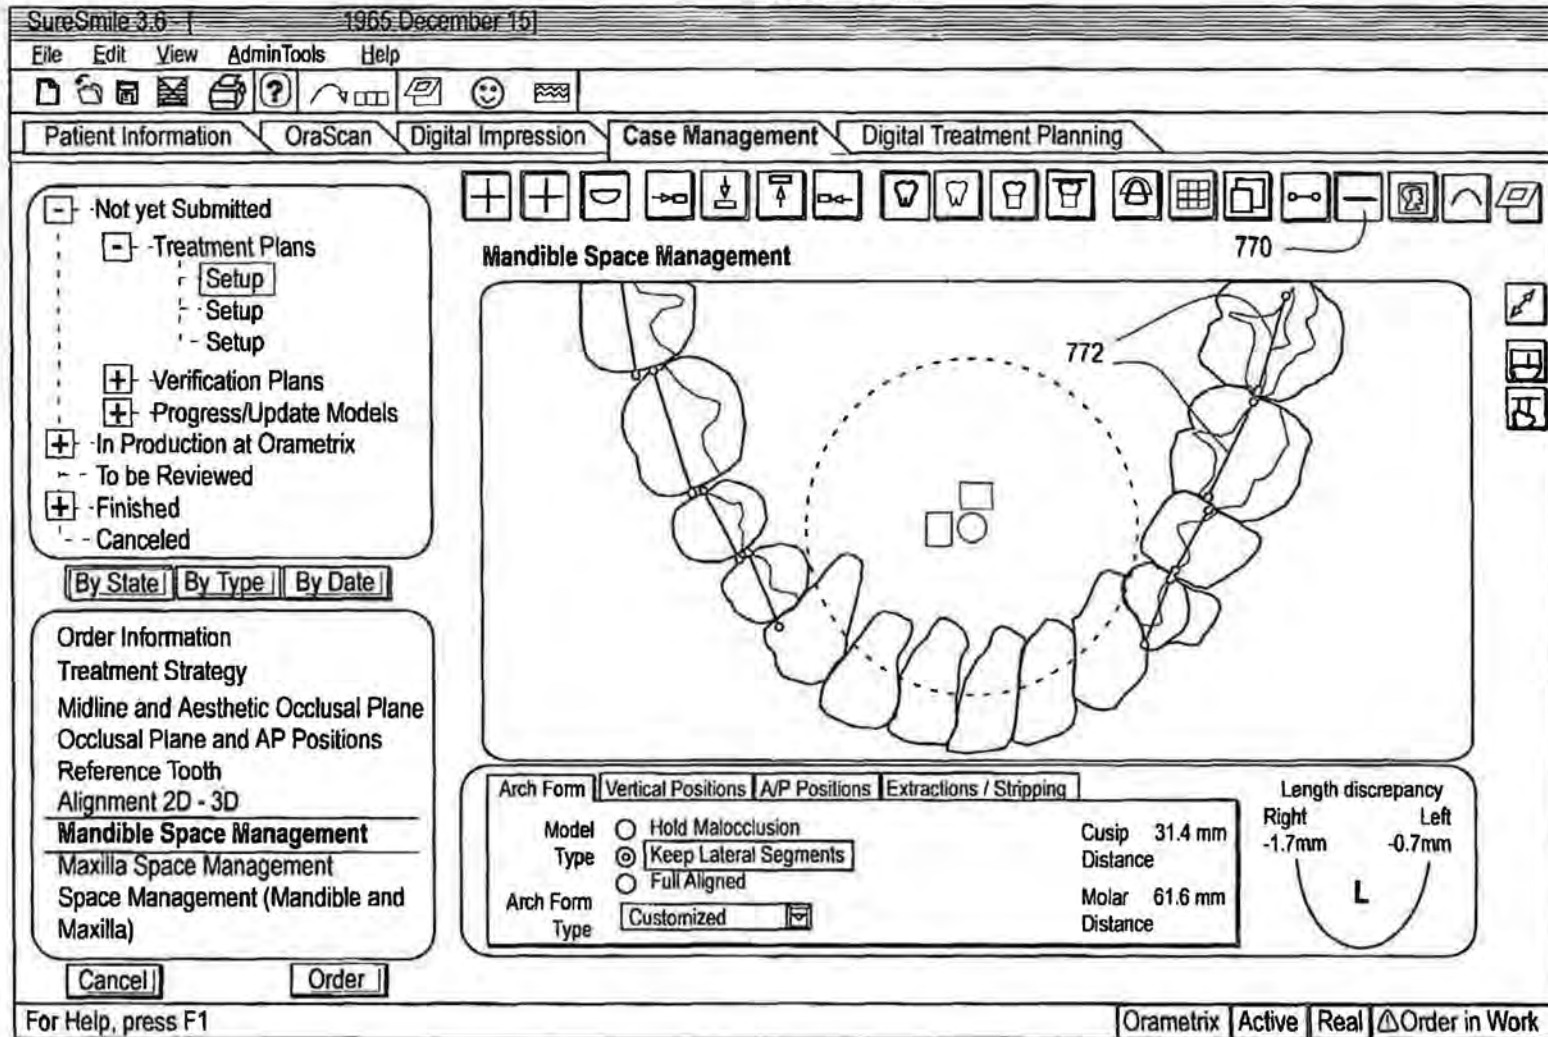 SureSmile 3.6 - [ 1965 December 15]
File Edit View AdminTools Help
?
Patient Information OraScan Digital Impression Case Management Digital Treatment Planning
- Not yet Submitted
- Treatment Plans
Setup
Setup
Setup
+ Verification Plans
+ Progress/Update Models
+ In Production at Orametrix
To be Reviewed
+ Finished
Canceled
By State By Type By Date
Order Information
Treatment Strategy
Midline and Aesthetic Occlusal Plane
Occlusal Plane and AP Positions
Reference Tooth
Alignment 2D - 3D
Mandible Space Management
Maxilla Space Management
Space Management (Mandible and
Maxilla)
Cancel Order
770
Mandible Space Management
772
Arch Form Vertical Positions A/P Positions Extractions / Stripping
Model
Type
Hold Malocclusion
Keep Lateral Segments
Full Aligned
Arch Form
Type
Customized
Cusip 31.4 mm
Distance
Molar 61.6 mm
Distance
Length discrepancy
Right Left
-1.7mm -0.7mm
L
For Help, press F1
Orametrix Active Real Order in Work